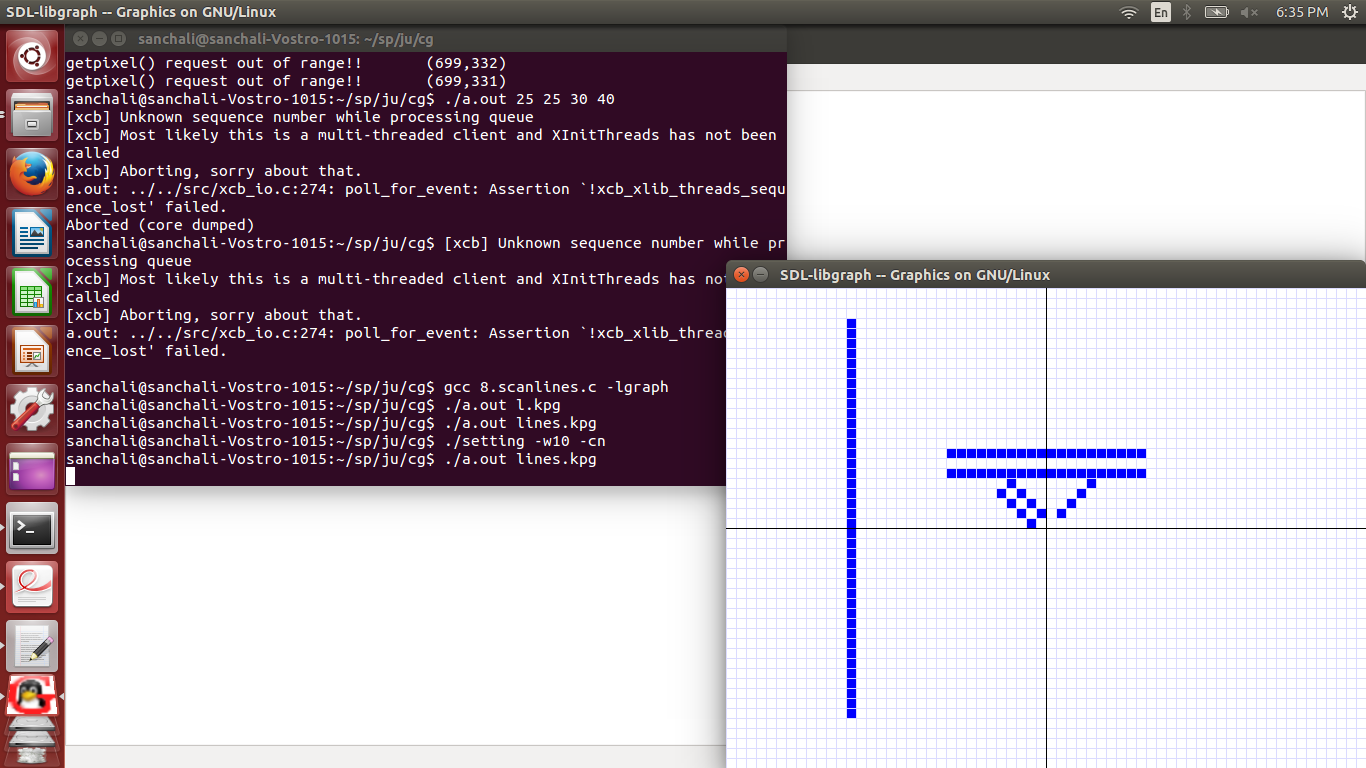 SDL-libgraph -- Graphics on GNU/Linux
En
6:35 PM
sanchali@sanchali-Vostro-1015: ~/sp/ju/cg
getpixel() request out of range!! (699,332)
getpixel() request out of range!! (699,331)
sanchali@sanchali-Vostro-1015:~/sp/ju/cg$ ./a.out 25 25 30 40
[xcb] Unknown sequence number while processing queue
[xcb] Most likely this is a multi-threaded client and XInitThreads has not been
called
[xcb] Aborting, sorry about that.
a.out: ../../src/xcb_io.c:274: poll_for_event: Assertion `!xcb_xlib_threads_sequ
ence_lost' failed.
Aborted (core dumped)
sanchali@sanchali-Vostro-1015:~/sp/ju/cg$ [xcb] Unknown sequence number while pr
ocessing queue
[xcb] Most likely this is a multi-threaded client and XInitThreads has not
called
[xcb] Aborting, sorry about that.
a.out: ../../src/xcb_io.c:274: poll_for_event: Assertion `!xcb_xlib_threa
ence_lost' failed.
sanchali@sanchali-Vostro-1015:~/sp/ju/cg$ gcc 8.scanlines.c -lgraph
sanchali@sanchali-Vostro-1015:~/sp/ju/cg$ ./a.out l.kpg
sanchali@sanchali-Vostro-1015:~/sp/ju/cg$ ./a.out lines.kpg
sanchali@sanchali-Vostro-1015:~/sp/ju/cg$ ./setting -w10 -cn
sanchali@sanchali-Vostro-1015:~/sp/ju/cg$ ./a.out lines.kpg
SDL-libgraph -- Graphics on GNU/Linux